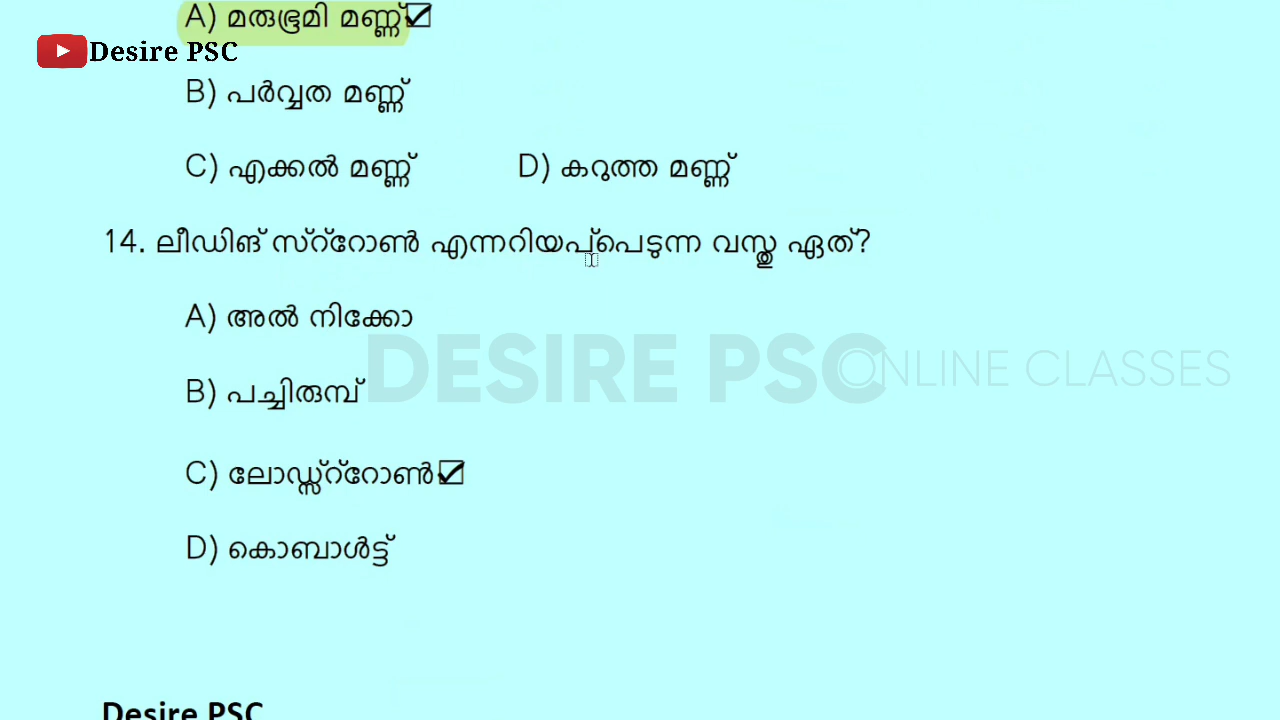 A) മരുഭൂമി മണ്ണ്☑
Desire PSC
B) പർവ്വത മണ്ണ്
C) എക്കൽ മണ്ണ് D) കറുത്ത മണ്ണ്
14. ലീഡിങ് സ്റ്റോൺ എന്നറിയപ്പ്പെടുന്ന വസ്തു ഏത്?
A) അൽ നിക്കോ
DESIRE PSC ONLINE CLASSES
B) പച്ചിരുമ്പ്
C) ലോഡ്സ്റ്റോൺ☑
D) കൊബാൾട്ട്
Desire PSC